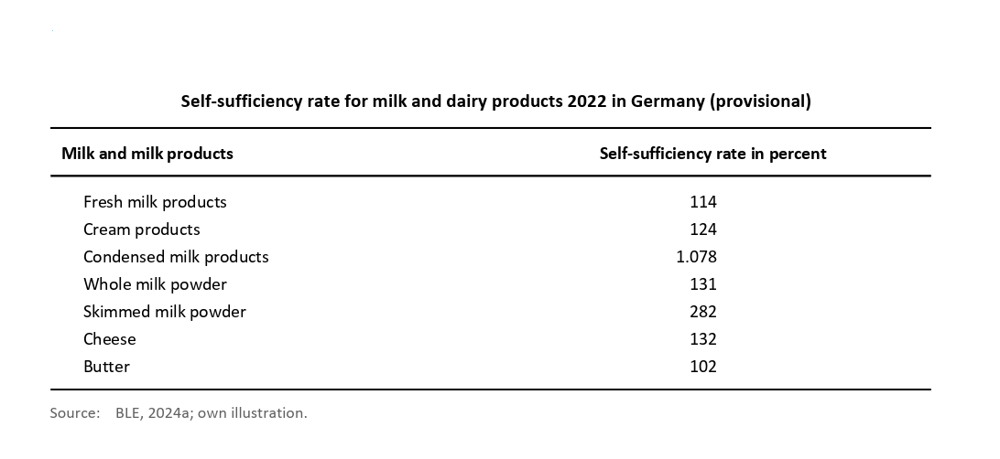 Self-sufficiency rate for milk and dairy products 2022 in Germany (provisional)
Milk and milk products Self-sufficiency rate in percent
Fresh milk products 114
Cream products 124
Condensed milk products 1.078
Whole milk powder 131
Skimmed milk powder 282
Cheese 132
Butter 102
Source: BLE, 2024a; own illustration.